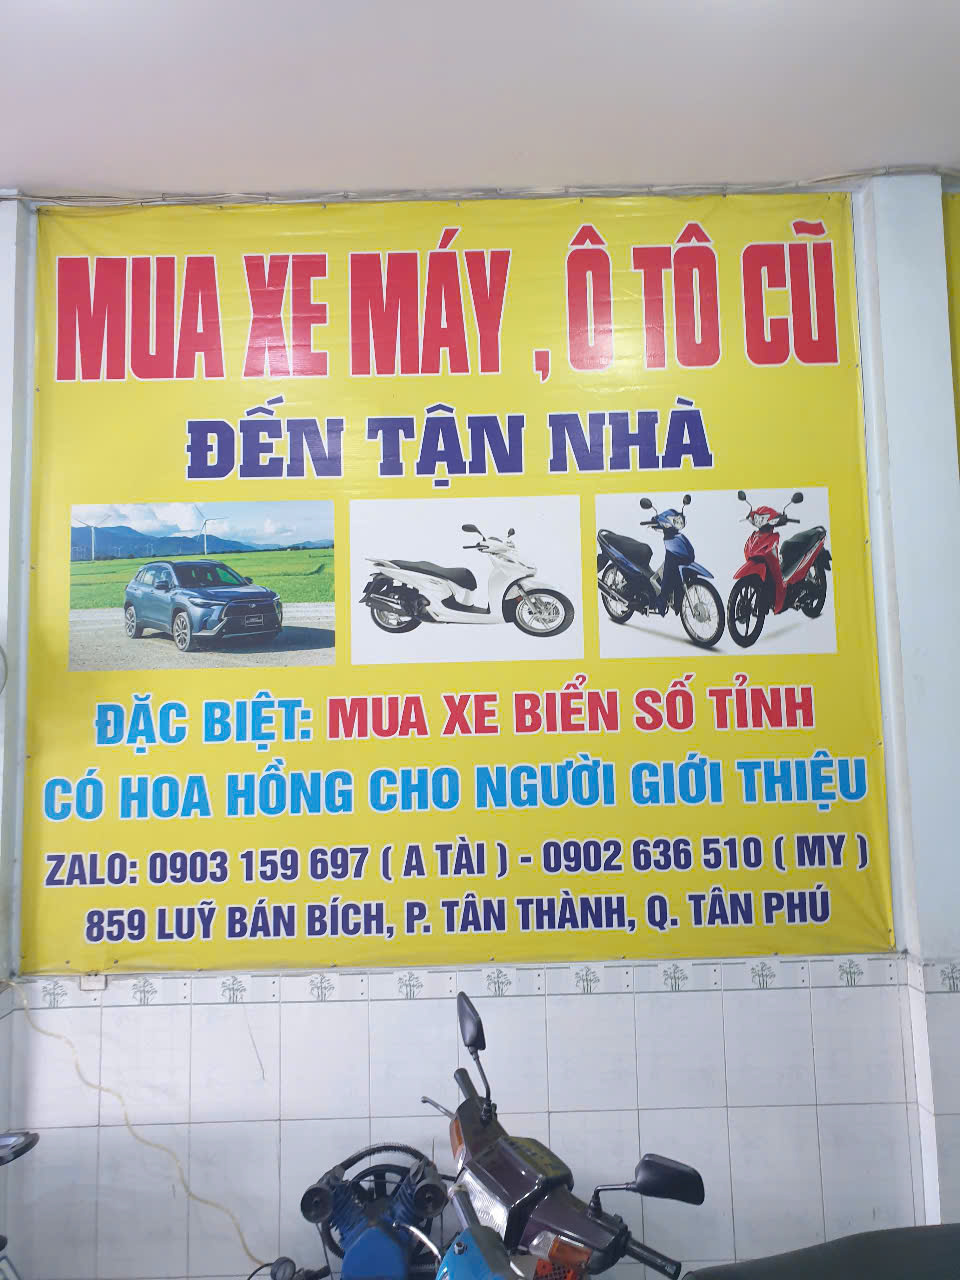 MUA XE MÁY , Ô TÔ CŨ
ĐẾN TẬN NHÀ
ĐẶC BIỆT: MUA XE BIỂN SỐ TỈNH
CÓ HOA HỒNG CHO NGƯỜI GIỚI THIỆU
ZALO: 0903 159 697 ( A TÀI ) - 0902 636 510 ( MY )
859 LUỸ BÁN BÍCH, P. TÂN THÀNH, Q. TÂN PHÚ